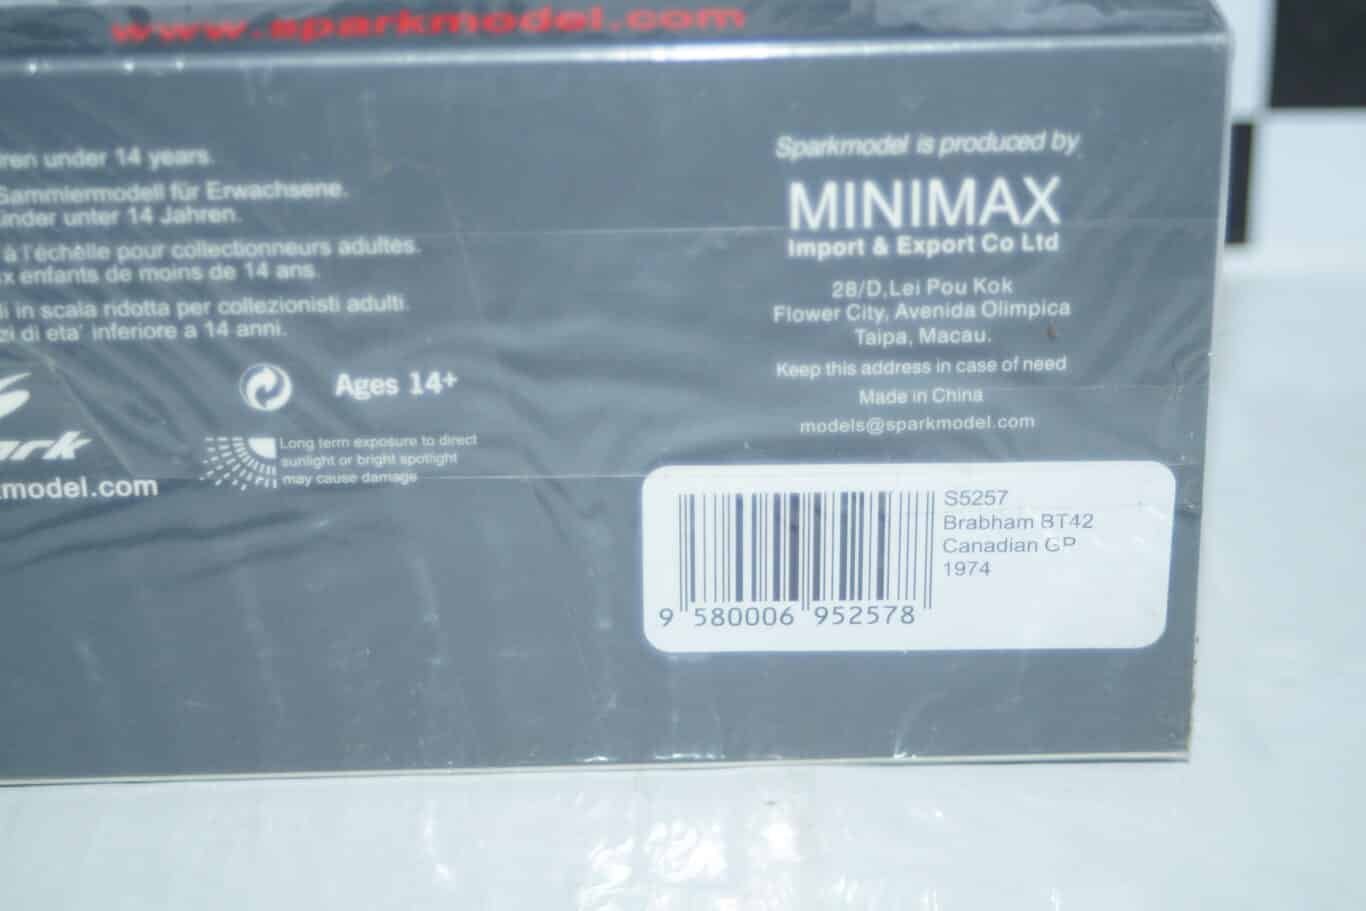 www.sparkmodel.com
ren under 14 years.
Sammlermodell für Erwachsene.
inder unter 14 Jahren.
à l'échelle pour collectionneurs adultes.
x enfants de moins de 14 ans.
li in scala ridotta per collezionisti adulti.
zi di eta' inferiore a 14 anni.
Ages 14+
Long term exposure to direct
sunlight or bright spotlight
may cause damage
ark
kmodel.com
Sparkmodel is produced by
MINIMAX
Import & Export Co Ltd
28/D,Lei Pou Kok
Flower City, Avenida Olimpica
Taipa, Macau.
Keep this address in case of need
Made in China
models@sparkmodel.com
S5257
Brabham BT42
Canadian GP
1974
9 580006 952578